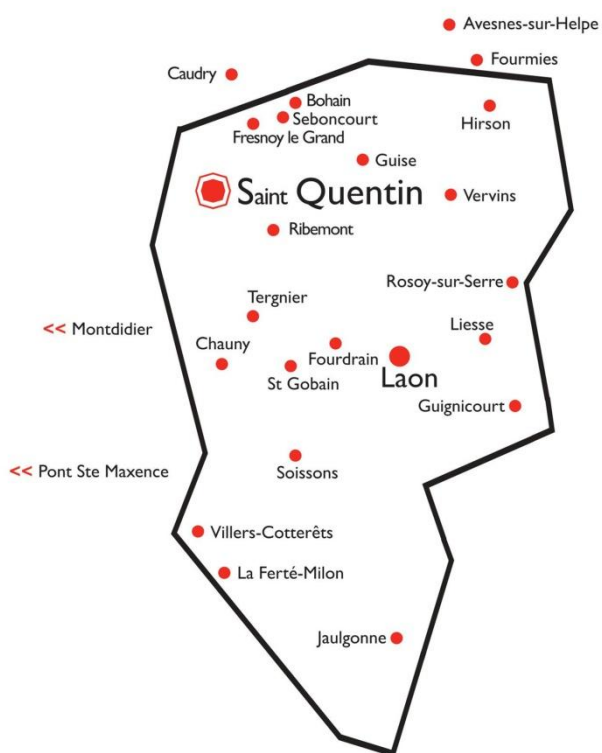 Avesnes-sur-Helpe
Fourmies
Caudry
Bohain
Seboncourt
Hirson
Fresnoy le Grand
Guise
Saint Quentin
Vervins
Ribemont
Rosoy-sur-Serre
Tergnier
<< Montdidier
Liesse
Chauny
Fourdrain
St Gobain
Laon
Guignicourt
<< Pont Ste Maxence
Soissons
Villers-Cotterêts
La Ferté-Milon
Jaulgonne